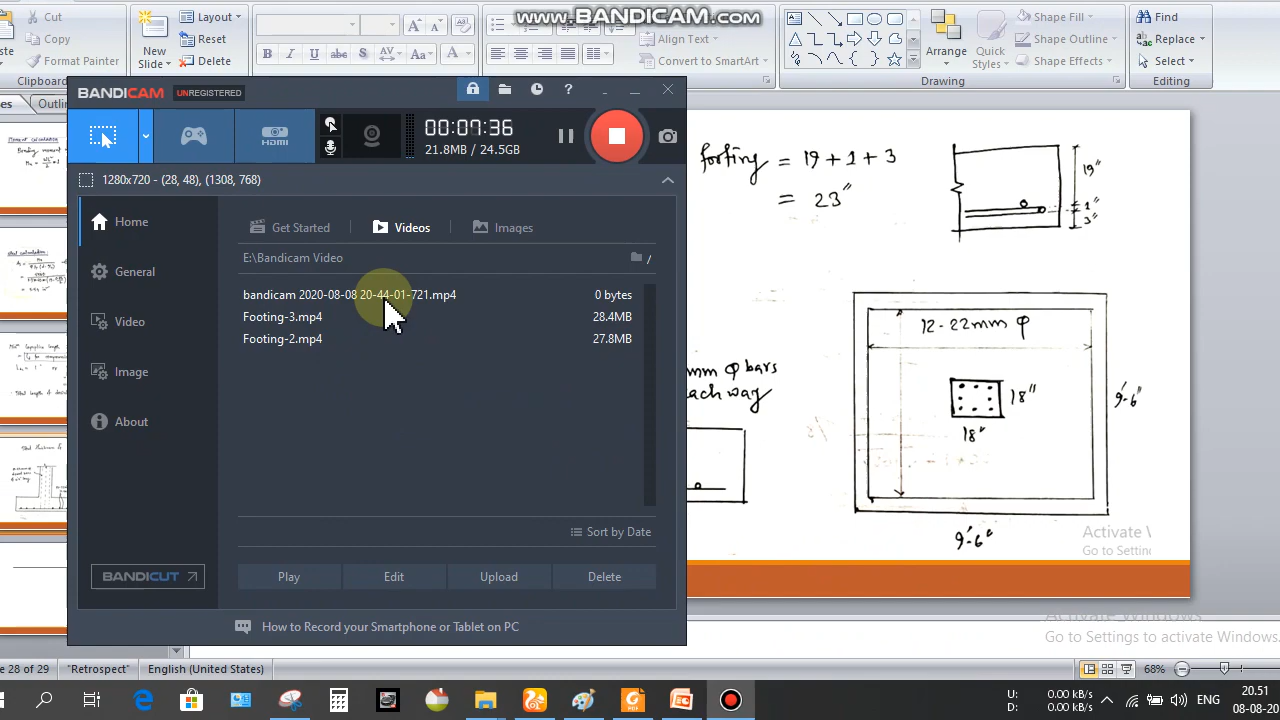 www.BANDICAM.com
Cut
Copy
Format Painter
Clipboard
New
Slide
Layout
Reset
Delete
B I U abe S AV Aa A
Align Text
Convert to SmartArt
Arrange
Quick
Styles
Shape Fill
Shape Outline
Shape Effects
Drawing
Find
Replace
Select
Editing
Outli
BANDICAM UNREGISTERED
?
HDMI
00:07:36
21.8MB / 24.5GB
1280x720 - (28, 48), (1308, 768)
Home
General
Video
Image
About
BANDICUT
Get Started
Videos
Images
E:\Bandicam Video
/
bandicam 2020-08-08 20-44-01-721.mp4 0 bytes
Footing-3.mp4 28.4MB
Footing-2.mp4 27.8MB
Sort by Date
Play
Edit
Upload
Delete
How to Record your Smartphone or Tablet on PC
footing = 19 + 1 + 3
= 23"
19"
1"
3"
mm φ bars
each way
12-22mm φ
18"
18"
9'-6"
9'-6"
Activate Windows
Go to Settings to activate Windows.
e 28 of 29
"Retrospect"
English (United States)
68%
U: 0.00 kB/s
D: 0.00 kB/s
ENG
20.51
08-08-20